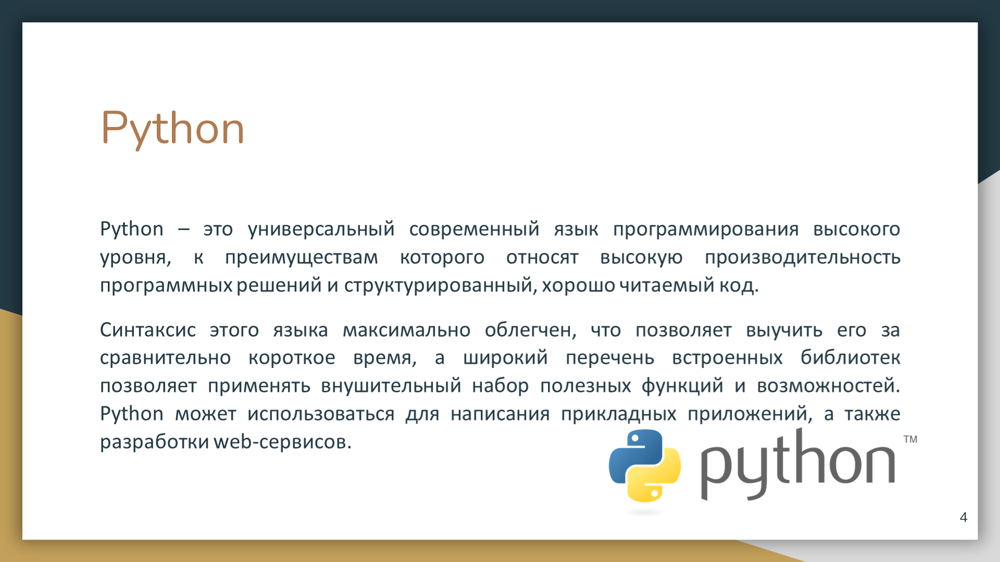 Python
Python – это универсальный современный язык программирования высокого
уровня, к преимуществам которого относят высокую производительность
программных решений и структурированный, хорошо читаемый код.
Синтаксис этого языка максимально облегчен, что позволяет выучить его за
сравнительно короткое время, а широкий перечень встроенных библиотек
позволяет применять внушительный набор полезных функций и возможностей.
Python может использоваться для написания прикладных приложений, а также
разработки web-сервисов.
python TM
4